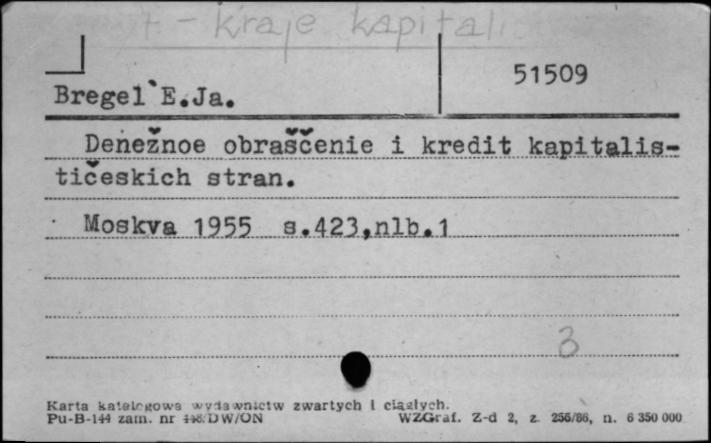 - kraje kapital
51509
Bregel`E.Ja.
Denežnoe obraščenie i kredit kapitalis-
tičeskich stran.
Moskva 1955 s.423,nlb.1
3
Karta katalogowa wydawnictw zwartych i ciągłych.
Pu-B-144 zam. nr DW/ON WZGraf. Z-d 2, z. 256/86, n. 6 350 000